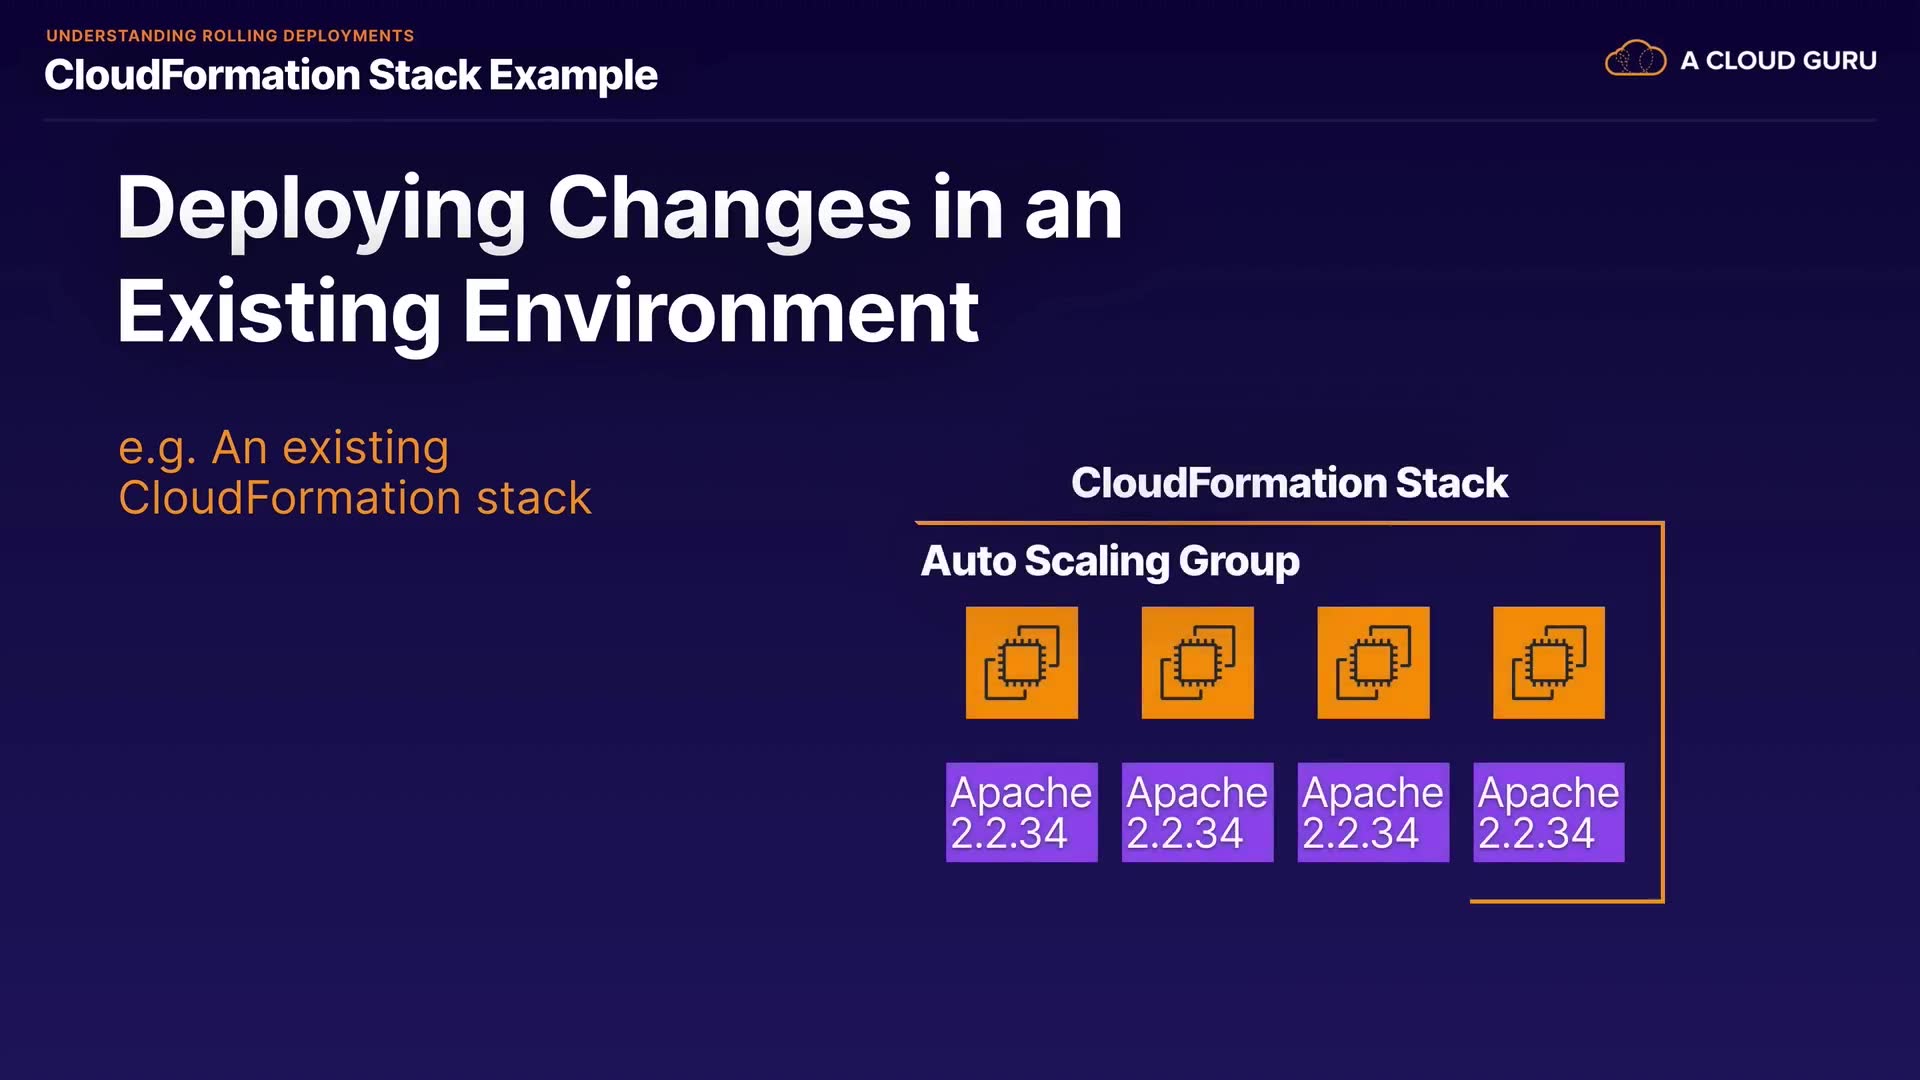 UNDERSTANDING ROLLING DEPLOYMENTS
CloudFormation Stack Example
A CLOUD GURU
Deploying Changes in an
Existing Environment
e.g. An existing
CloudFormation stack
CloudFormation Stack
Auto Scaling Group
Apache
2.2.34
Apache
2.2.34
Apache
2.2.34
Apache
2.2.34